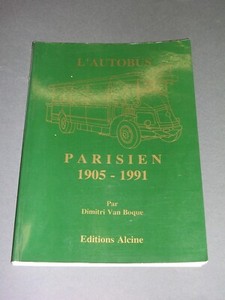 L'AUTOBUS
PARISIEN
1905 - 1991
Par
Dimitri Van Boque
Editions Alcine